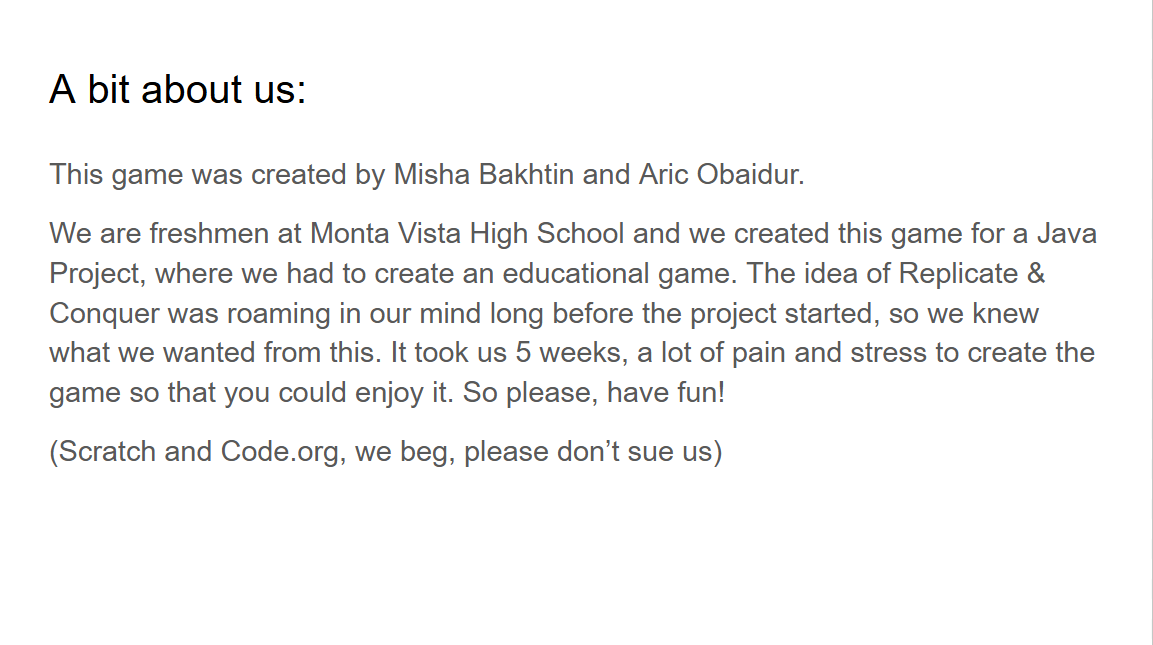 A bit about us:
This game was created by Misha Bakhtin and Aric Obaidur.
We are freshmen at Monta Vista High School and we created this game for a Java
Project, where we had to create an educational game. The idea of Replicate &
Conquer was roaming in our mind long before the project started, so we knew
what we wanted from this. It took us 5 weeks, a lot of pain and stress to create the
game so that you could enjoy it. So please, have fun!
(Scratch and Code.org, we beg, please don’t sue us)